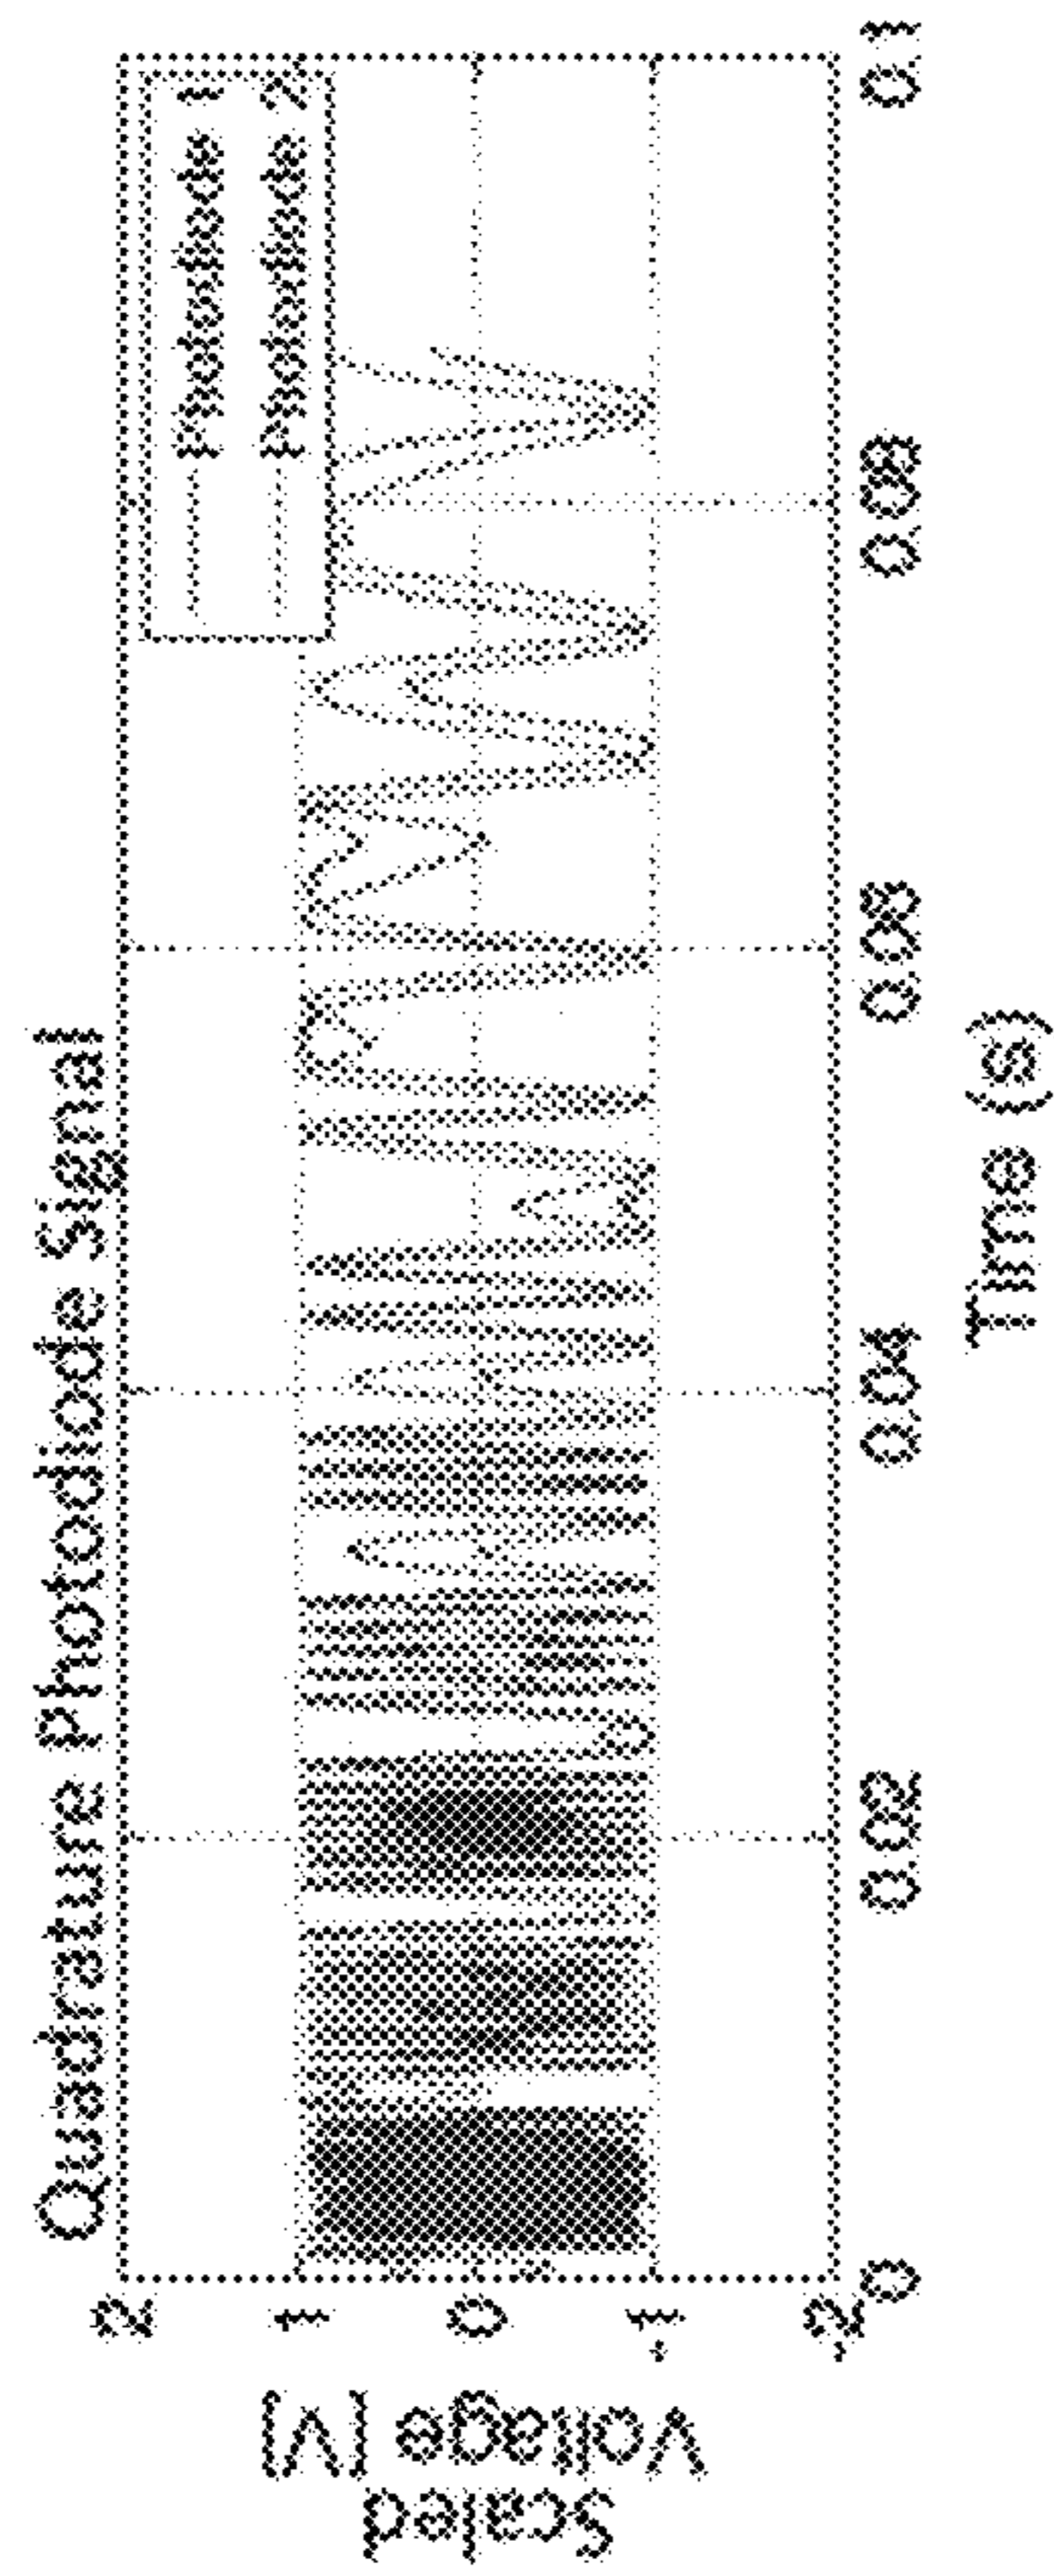 Quadrature Photodiode Signal
Scaled
Voltage [V]
2
1
0
-1
-2
Photodiode 1
Photodiode 2
0 0.02 0.04 0.06 0.08 0.1
Time (s)